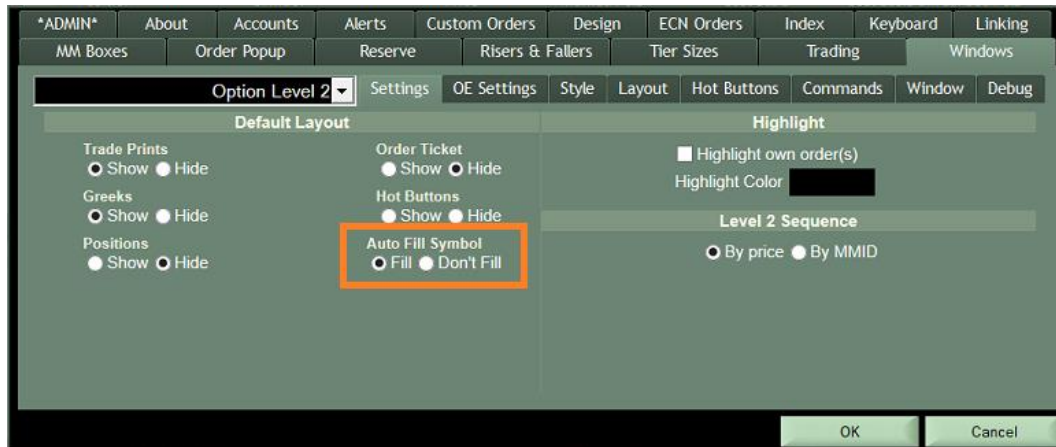 *ADMIN* About Accounts Alerts Custom Orders Design ECN Orders Index Keyboard Linking
MM Boxes Order Popup Reserve Risers & Fallers Tier Sizes Trading Windows
Option Level 2 Settings OE Settings Style Layout Hot Buttons Commands Window Debug
Default Layout
Trade Prints
Show Hide
Greeks
Show Hide
Positions
Show Hide
Order Ticket
Show Hide
Hot Buttons
Show Hide
Auto Fill Symbol
Fill Don't Fill
Highlight
Highlight own order(s)
Highlight Color
Level 2 Sequence
By price By MMID
OK Cancel